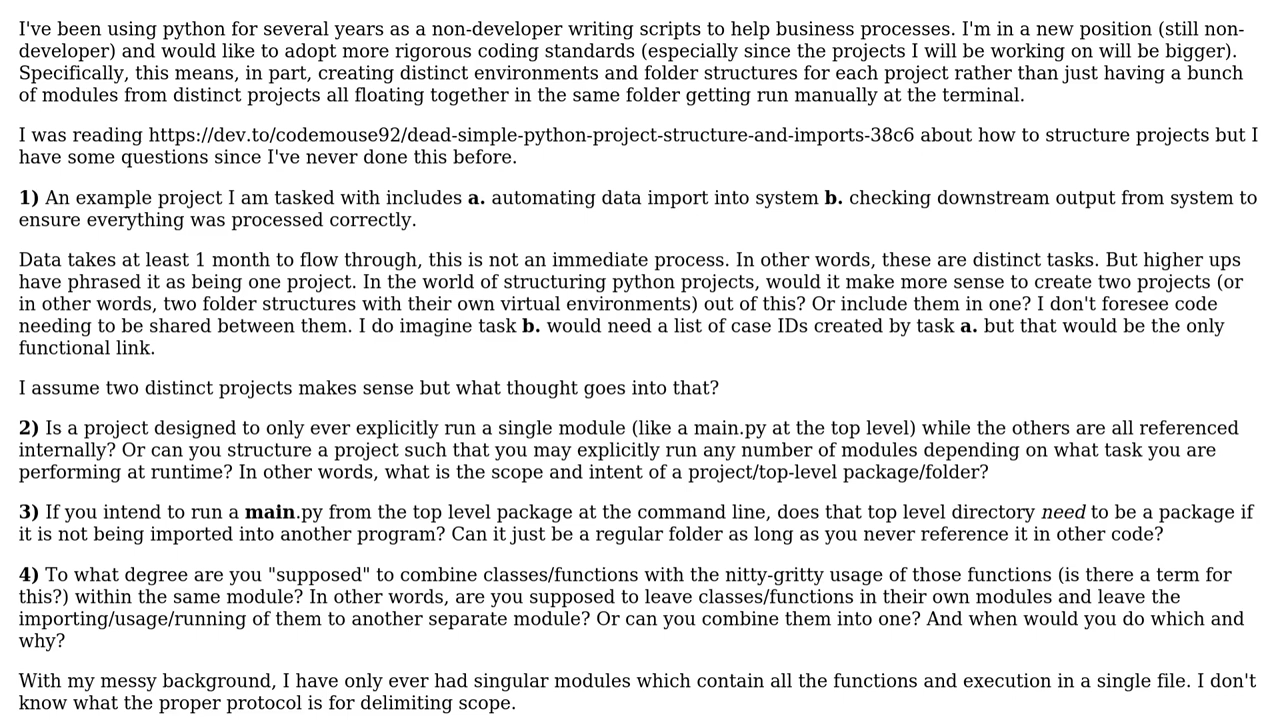 I've been using python for several years as a non-developer writing scripts to help business processes. I'm in a new position (still non-
developer) and would like to adopt more rigorous coding standards (especially since the projects I will be working on will be bigger).
Specifically, this means, in part, creating distinct environments and folder structures for each project rather than just having a bunch
of modules from distinct projects all floating together in the same folder getting run manually at the terminal.
I was reading https://dev.to/codemouse92/dead-simple-python-project-structure-and-imports-38c6 about how to structure projects but I
have some questions since I've never done this before.
1) An example project I am tasked with includes a. automating data import into system b. checking downstream output from system to
ensure everything was processed correctly.
Data takes at least 1 month to flow through, this is not an immediate process. In other words, these are distinct tasks. But higher ups
have phrased it as being one project. In the world of structuring python projects, would it make more sense to create two projects (or
in other words, two folder structures with their own virtual environments) out of this? Or include them in one? I don't foresee code
needing to be shared between them. I do imagine task b. would need a list of case IDs created by task a. but that would be the only
functional link.
I assume two distinct projects makes sense but what thought goes into that?
2) Is a project designed to only ever explicitly run a single module (like a main.py at the top level) while the others are all referenced
internally? Or can you structure a project such that you may explicitly run any number of modules depending on what task you are
performing at runtime? In other words, what is the scope and intent of a project/top-level package/folder?
3) If you intend to run a main.py from the top level package at the command line, does that top level directory need to be a package if
it is not being imported into another program? Can it just be a regular folder as long as you never reference it in other code?
4) To what degree are you "supposed" to combine classes/functions with the nitty-gritty usage of those functions (is there a term for
this?) within the same module? In other words, are you supposed to leave classes/functions in their own modules and leave the
importing/usage/running of them to another separate module? Or can you combine them into one? And when would you do which and
why?
With my messy background, I have only ever had singular modules which contain all the functions and execution in a single file. I don't
know what the proper protocol is for delimiting scope.